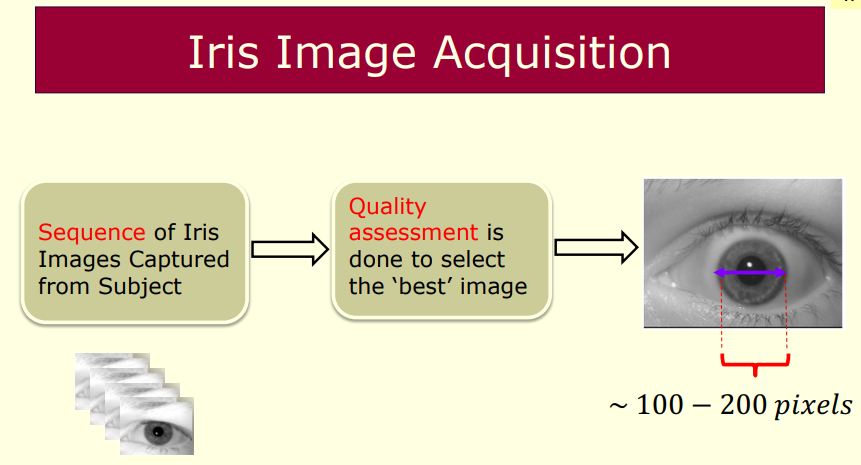 Iris Image Acquisition
Sequence of Iris
Images Captured
from Subject
Quality
assessment is
done to select
the ‘best’ image
~ 100 − 200 pixels